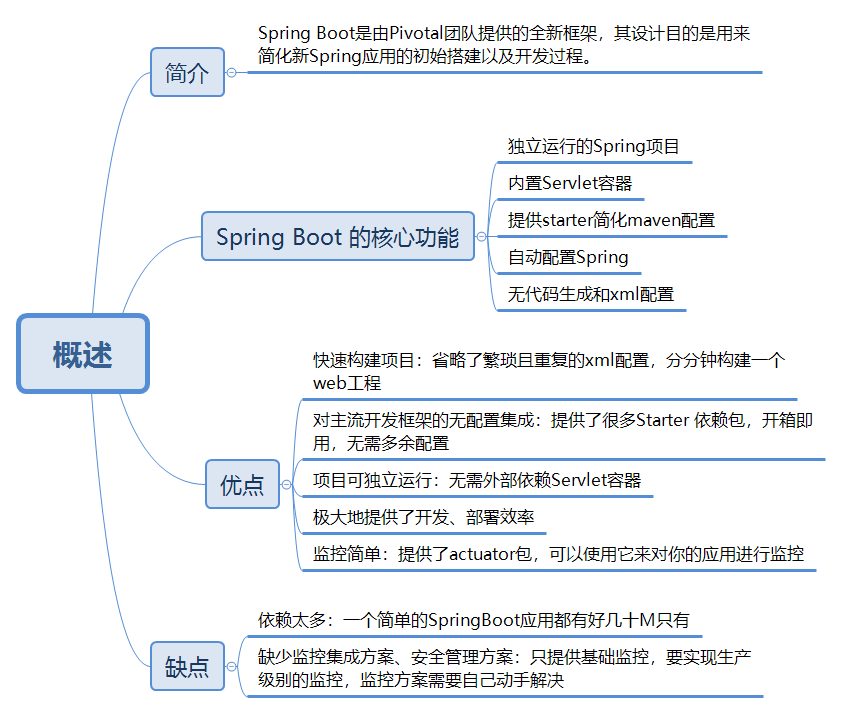 Spring Boot是由Pivotal团队提供的全新框架，其设计目的是用来
简化新Spring应用的初始搭建以及开发过程。
简介
独立运行的Spring项目
内置Servlet容器
提供starter简化maven配置
自动配置Spring
无代码生成和xml配置
Spring Boot 的核心功能
概述
快速构建项目：省略了繁琐且重复的xml配置，分分钟构建一个
web工程
对主流开发框架的无配置集成：提供了很多Starter 依赖包，开箱即
用，无需多余配置
项目可独立运行：无需外部依赖Servlet容器
极大地提供了开发、部署效率
监控简单：提供了actuator包，可以使用它来对你的应用进行监控
优点
依赖太多：一个简单的SpringBoot应用都有好几十M只有
缺少监控集成方案、安全管理方案：只提供基础监控，要实现生产
级别的监控，监控方案需要自己动手解决
缺点